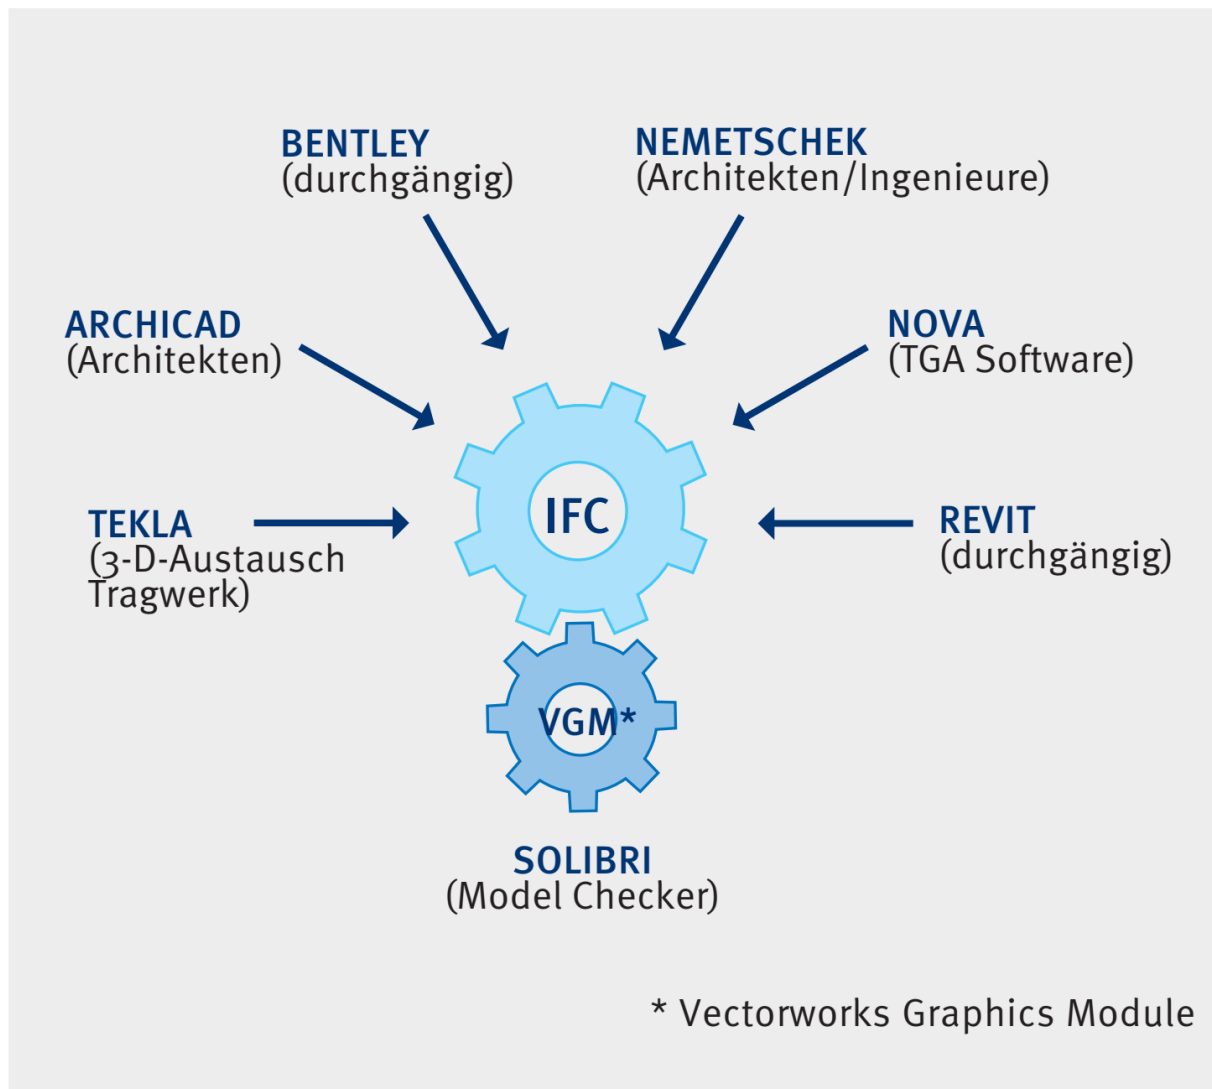 BENTLEY
(durchgängig)
NEMETSCHEK
(Architekten/Ingenieure)
ARCHICAD
(Architekten)
NOVA
(TGA Software)
TEKLA
(3-D-Austausch
Tragwerk)
IFC
REVIT
(durchgängig)
VGM*
SOLIBRI
(Model Checker)
* Vectorworks Graphics Module